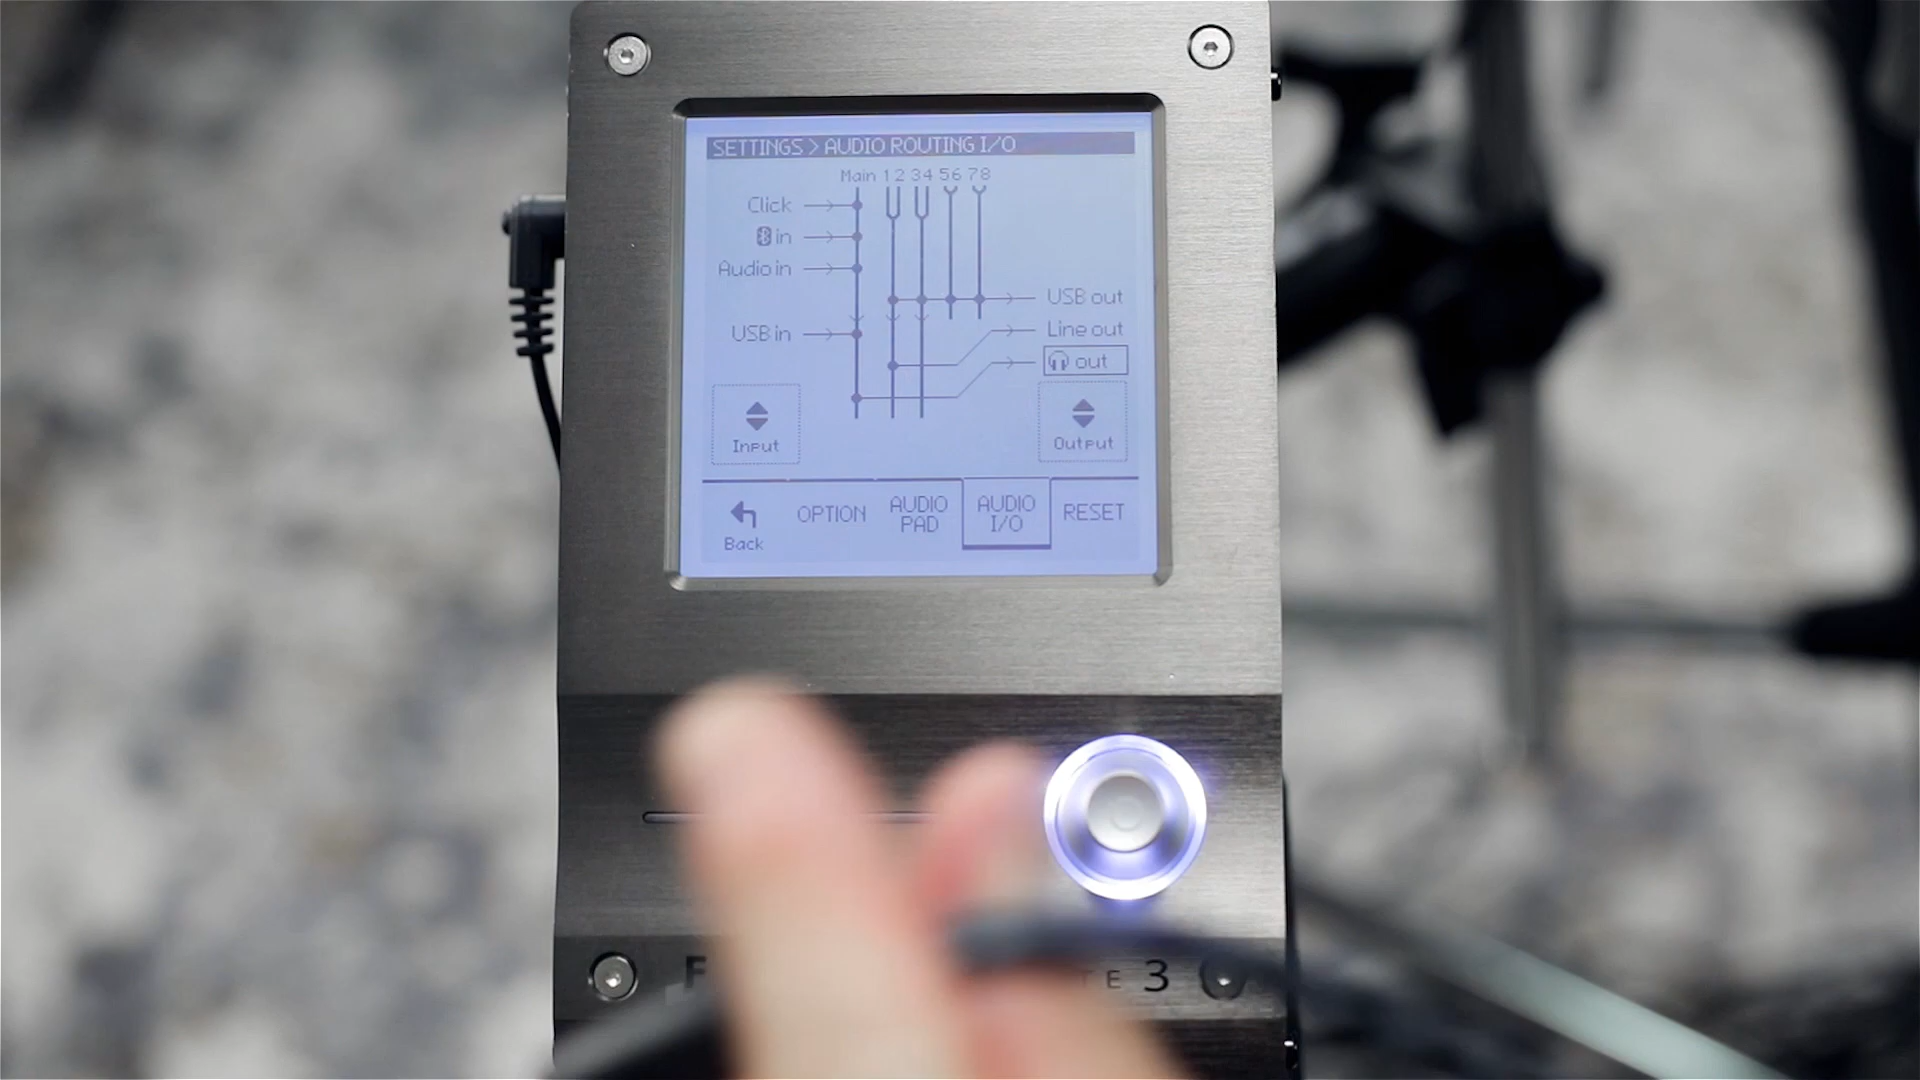 SETTINGS > AUDIO ROUTING I/O
Main 1 2 3 4 5 6 7 8
Click
in
Audio in
USB out
Line out
USB in
out
Input
Output
Back
OPTION
AUDIO PAD
AUDIO I/O
RESET
F TE 3